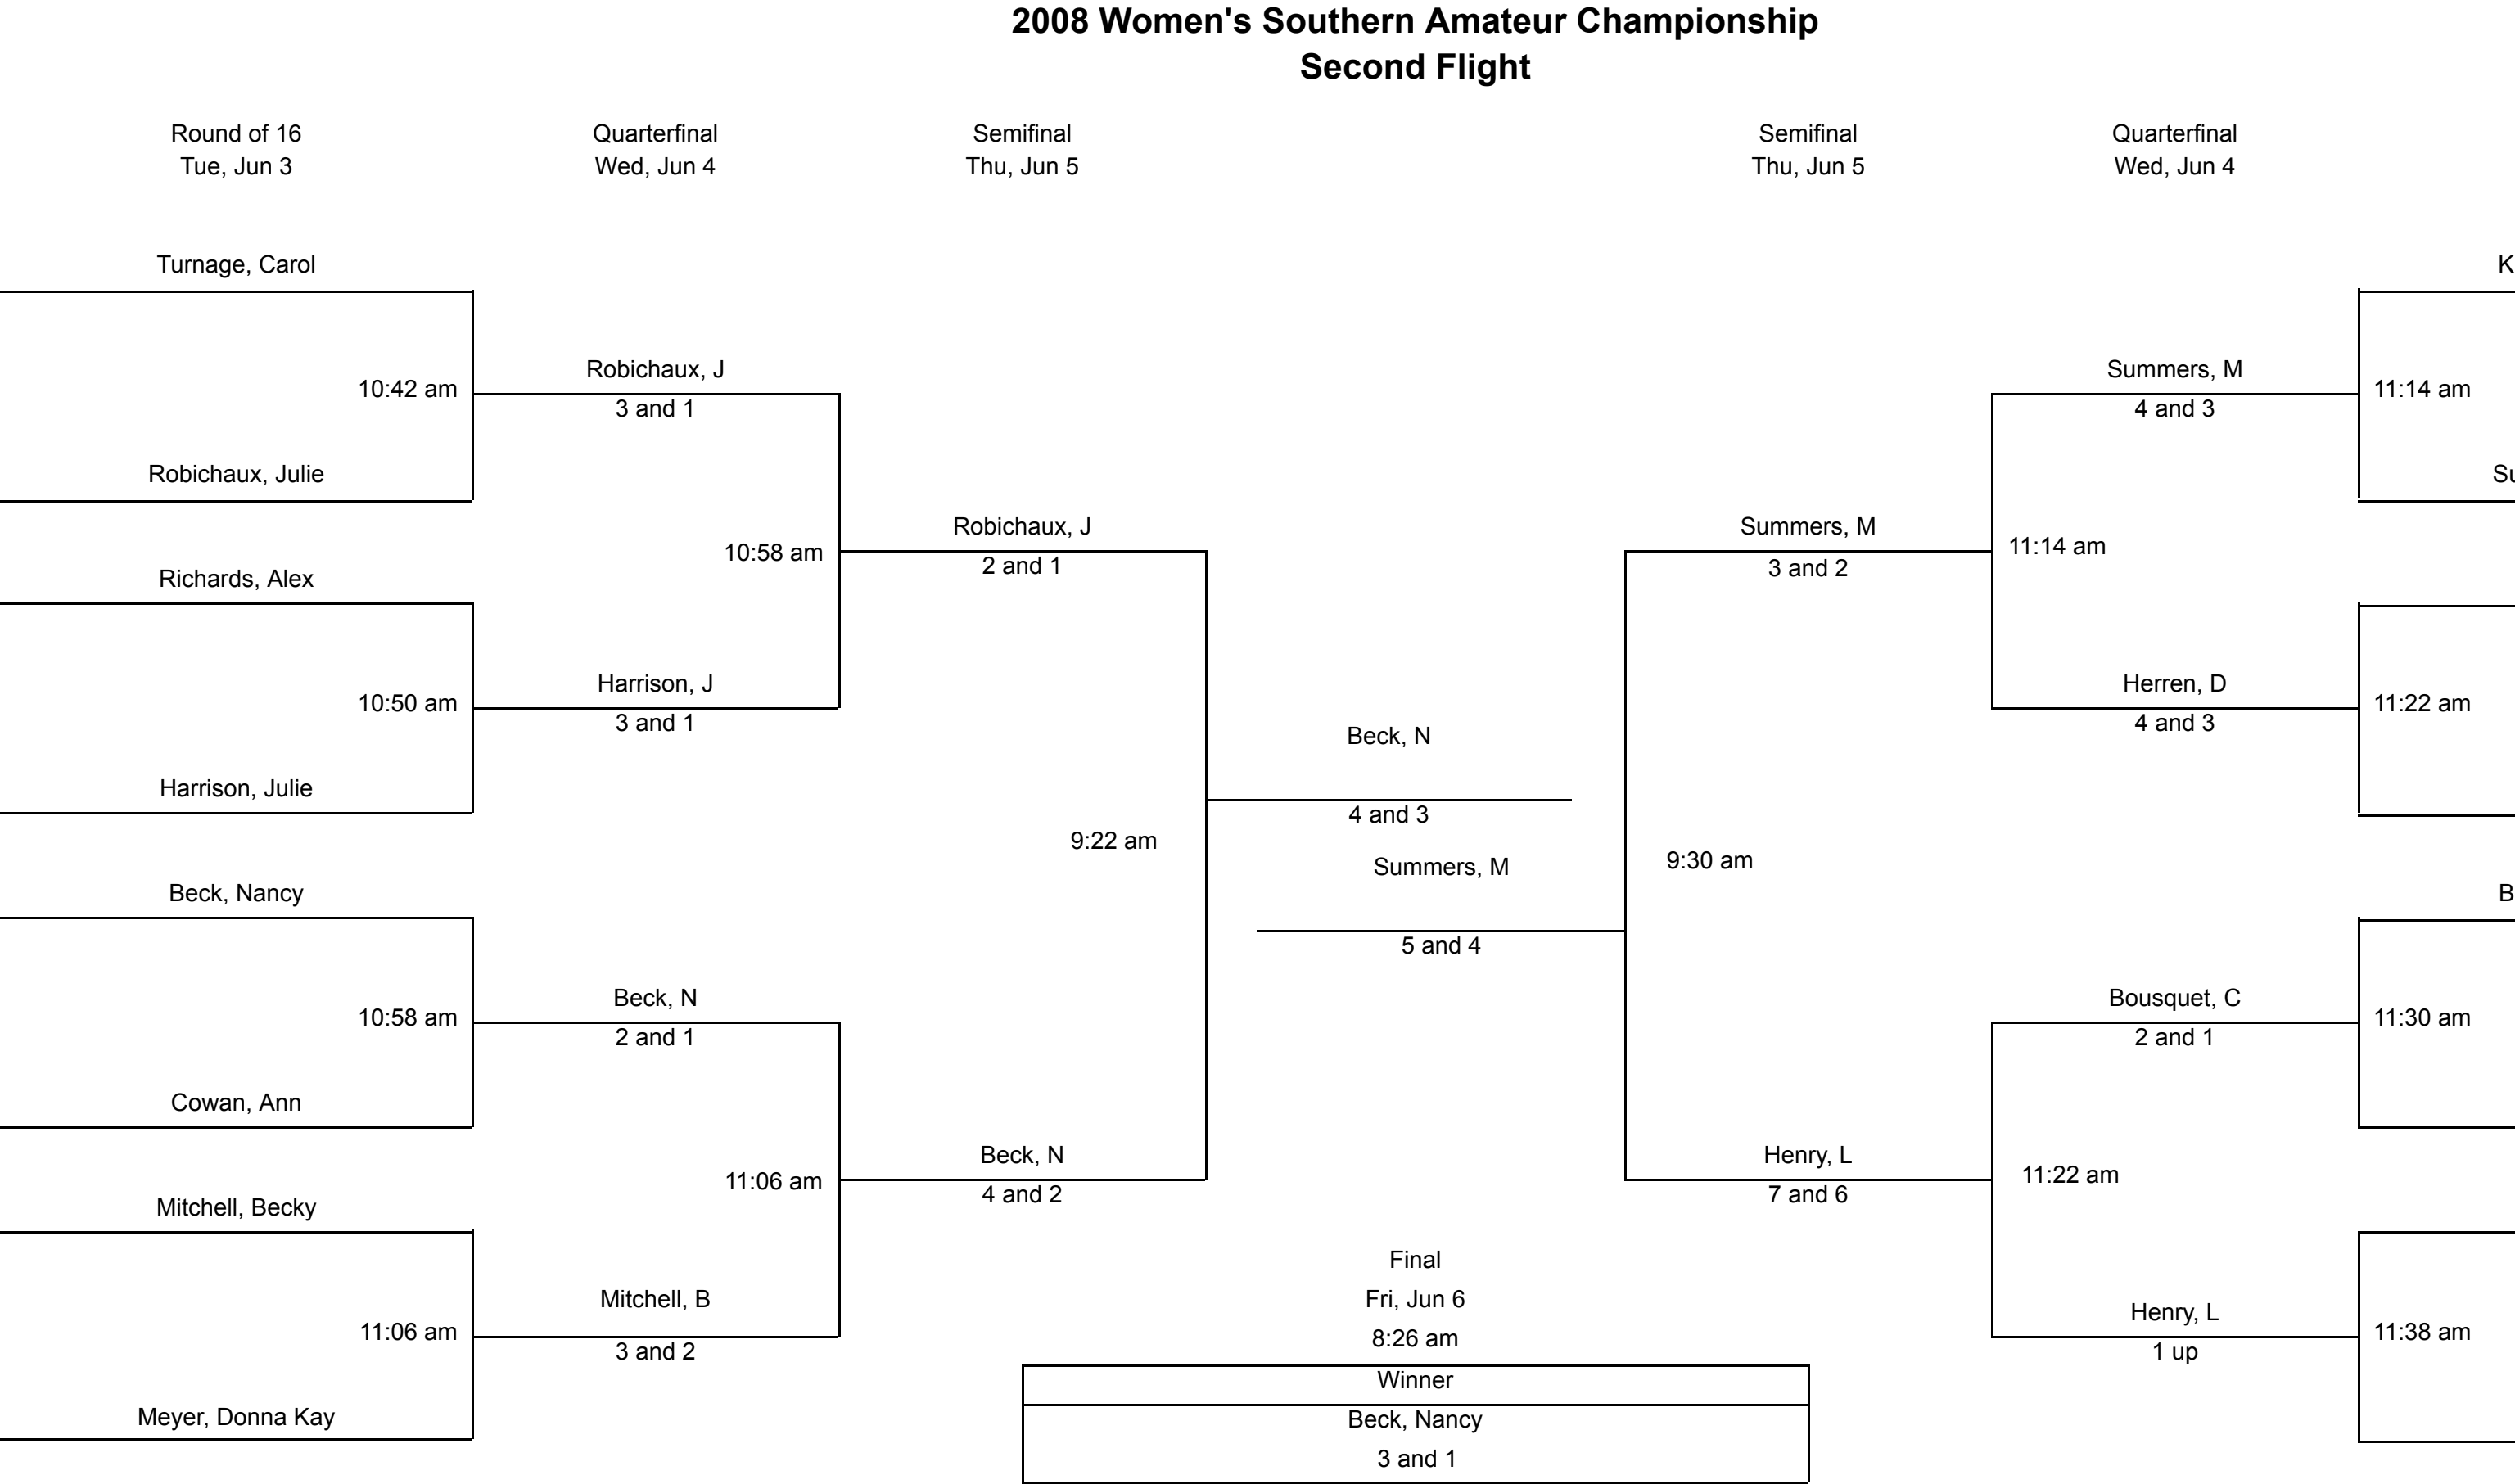 2008 Women's Southern Amateur Championship
Second Flight
Round of 16
Tue, Jun 3
Quarterfinal
Wed, Jun 4
Semifinal
Thu, Jun 5
Semifinal
Thu, Jun 5
Quarterfinal
Wed, Jun 4
Turnage, Carol
10:42 am
Robichaux, Julie
Richards, Alex
10:50 am
Harrison, Julie
Beck, Nancy
10:58 am
Cowan, Ann
Mitchell, Becky
11:06 am
Meyer, Donna Kay
Robichaux, J
3 and 1
10:58 am
Harrison, J
3 and 1
Beck, N
2 and 1
11:06 am
Mitchell, B
3 and 2
Robichaux, J
2 and 1
9:22 am
Beck, N
4 and 2
Beck, N
4 and 3
Summers, M
5 and 4
Final
Fri, Jun 6
8:26 am
Winner
Beck, Nancy
3 and 1
Summers, M
3 and 2
9:30 am
Henry, L
7 and 6
Summers, M
4 and 3
11:14 am
Herren, D
4 and 3
Bousquet, C
2 and 1
11:22 am
Henry, L
1 up
K
11:14 am
Su
11:22 am
B
11:30 am
11:38 am